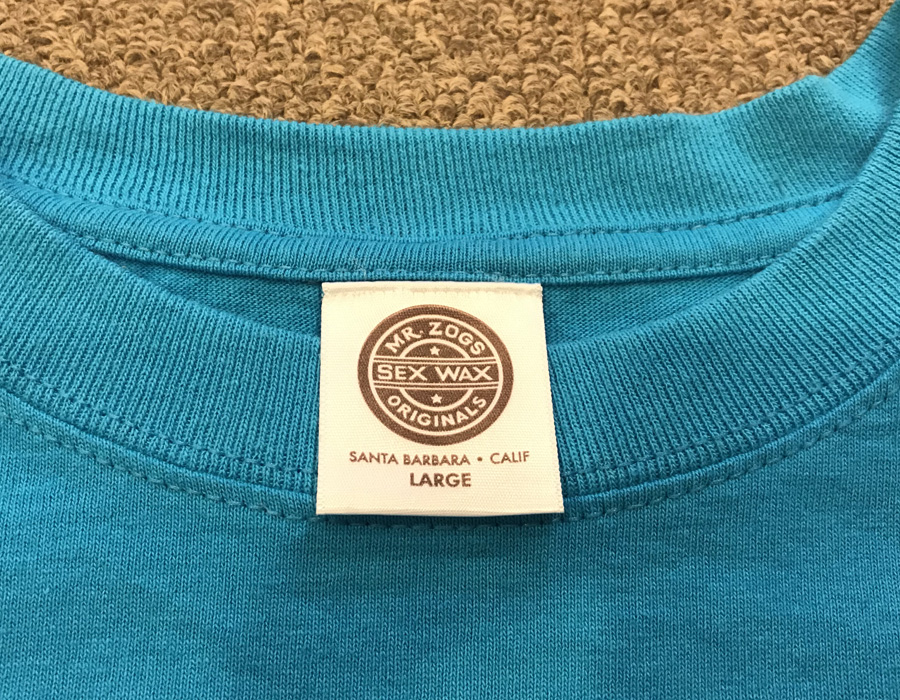 MR. ZOGS
SEX WAX
ORIGINALS
SANTA BARBARA • CALIF
LARGE